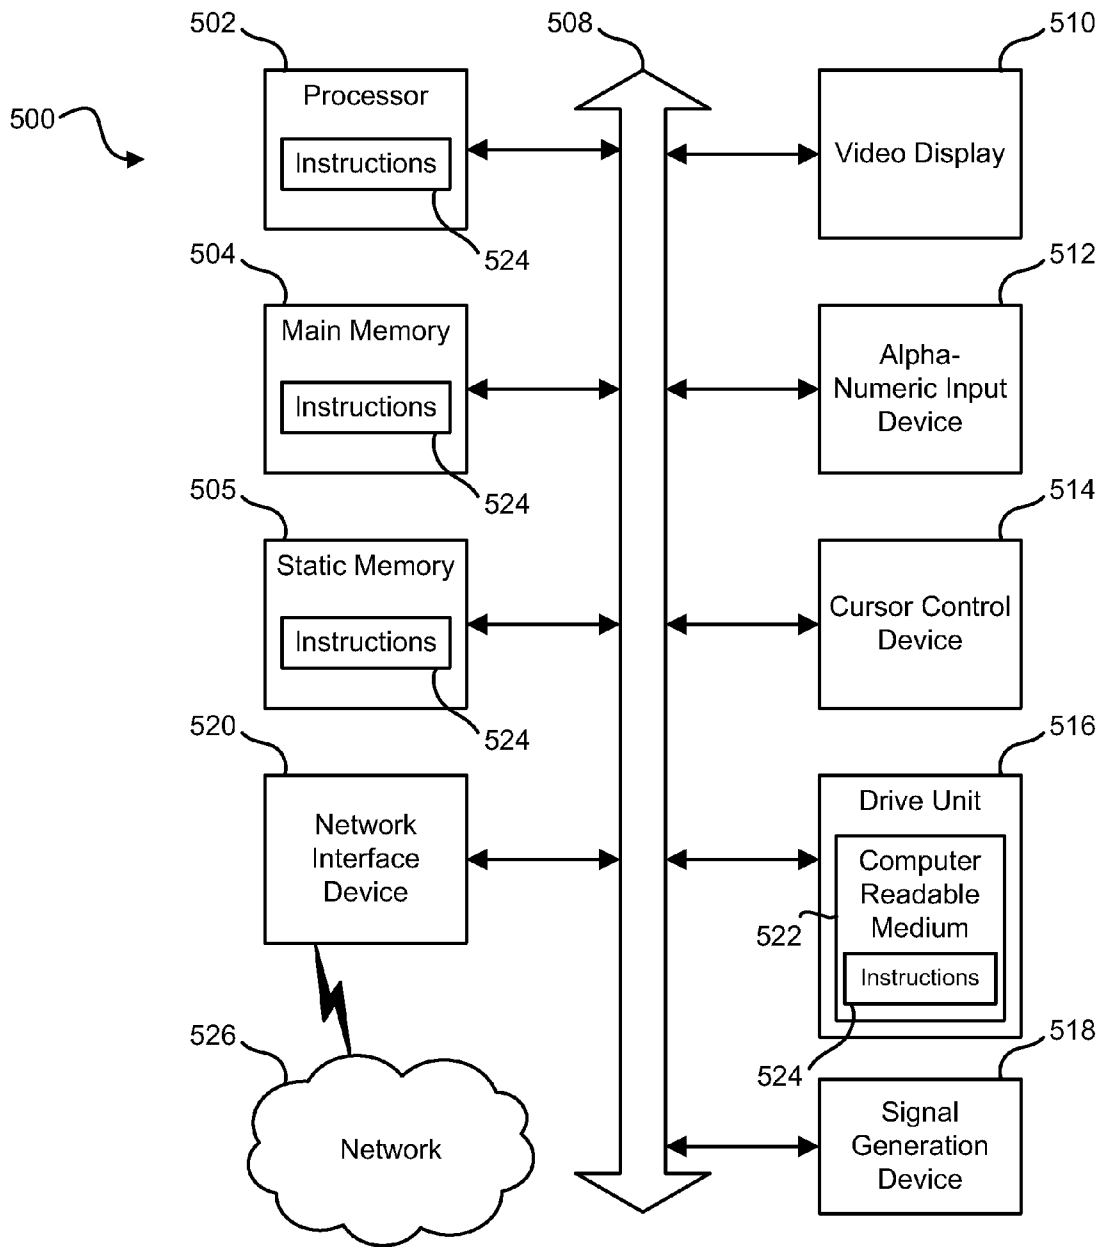 502
508
510
500
Processor
Instructions
524
Video Display
504
Main Memory
Instructions
524
512
Alpha-
Numeric Input
Device
505
Static Memory
Instructions
524
514
Cursor Control
Device
520
Network
Interface
Device
516
Drive Unit
Computer
Readable
Medium
522
Instructions
524
526
Network
518
Signal
Generation
Device